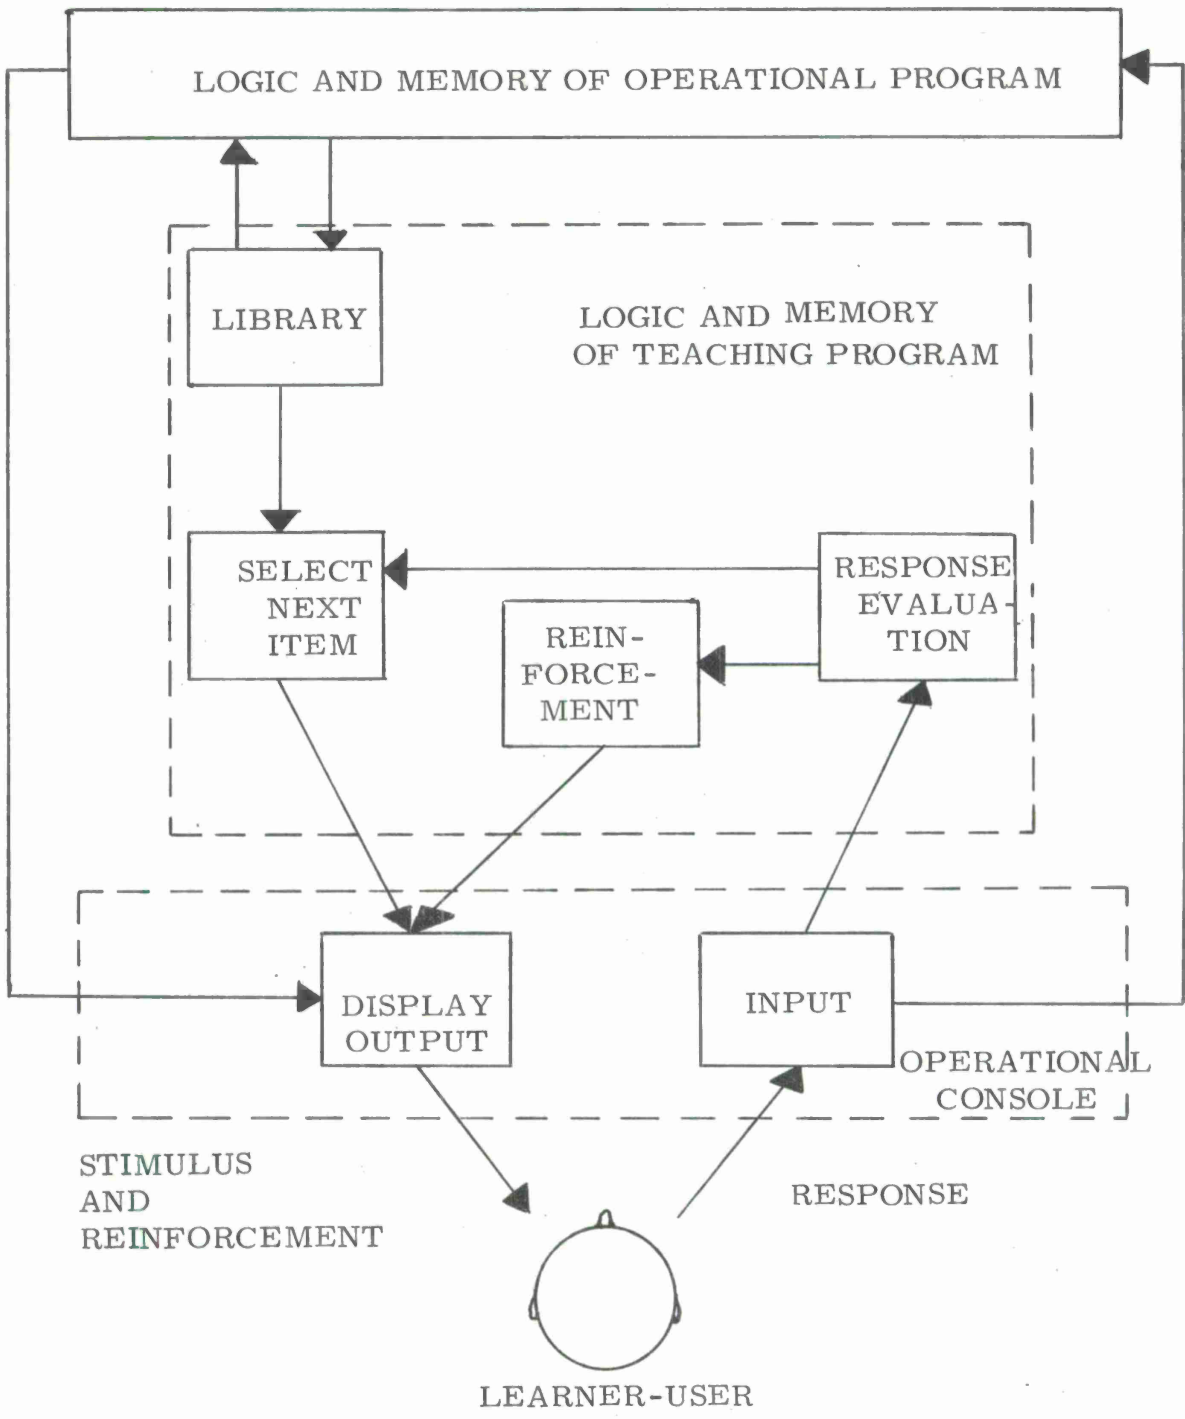 LOGIC AND MEMORY OF OPERATIONAL PROGRAM
LIBRARY
LOGIC AND MEMORY
OF TEACHING PROGRAM
SELECT
NEXT
ITEM
REIN-
FORCE-
MENT
RESPONSE
EVALUA-
TION
DISPLAY
OUTPUT
INPUT
OPERATIONAL
CONSOLE
STIMULUS
AND
REINFORCEMENT
RESPONSE
LEARNER-USER